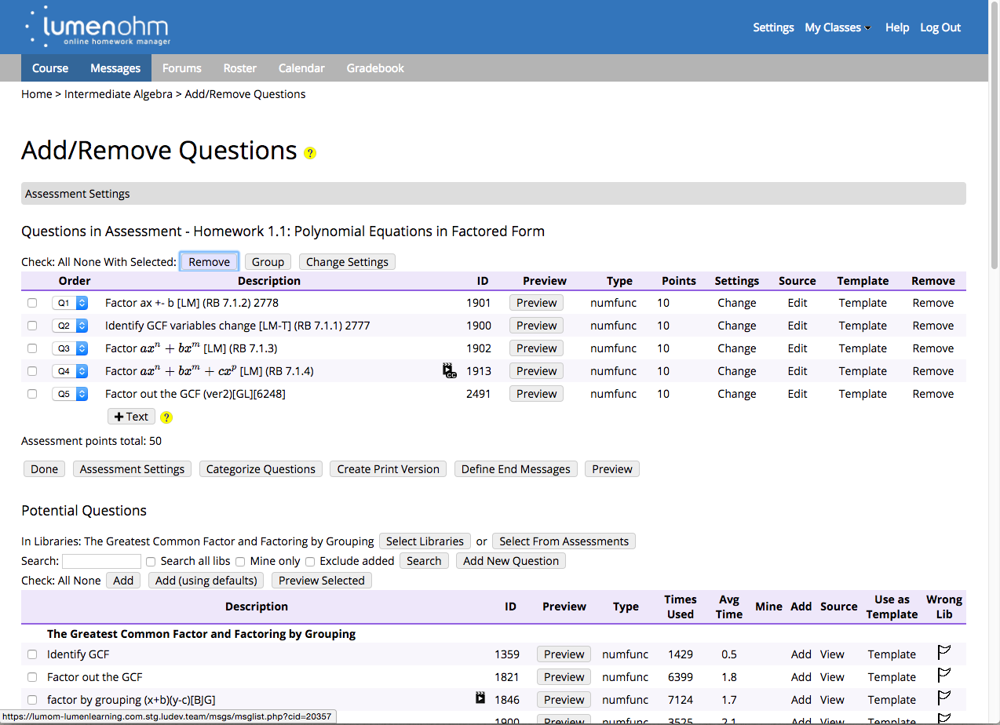 lumenohm
online homework manager
Settings My Classes Help Log Out
Course Messages Forums Roster Calendar Gradebook
Home > Intermediate Algebra > Add/Remove Questions
Add/Remove Questions ?
Assessment Settings
Questions in Assessment - Homework 1.1: Polynomial Equations in Factored Form
Check: All None With Selected: Remove Group Change Settings
Order Description ID Preview Type Points Settings Source Template Remove
Q1 Factor ax +- b [LM] (RB 7.1.2) 2778 1901 Preview numfunc 10 Change Edit Template Remove
Q2 Identify GCF variables change [LM-T] (RB 7.1.1) 2777 1900 Preview numfunc 10 Change Edit Template Remove
Q3 Factor axⁿ + bxᵐ [LM] (RB 7.1.3) 1902 Preview numfunc 10 Change Edit Template Remove
Q4 Factor axⁿ + bxᵐ + cxᵖ [LM] (RB 7.1.4) CC 1913 Preview numfunc 10 Change Edit Template Remove
Q5 Factor out the GCF (ver2)[GL][6248] 2491 Preview numfunc 10 Change Edit Template Remove
+ Text ?
Assessment points total: 50
Done Assessment Settings Categorize Questions Create Print Version Define End Messages Preview
Potential Questions
In Libraries: The Greatest Common Factor and Factoring by Grouping Select Libraries or Select From Assessments
Search: Search all libs Mine only Exclude added Search Add New Question
Check: All None Add Add (using defaults) Preview Selected
Description ID Preview Type Times Used Avg Time Mine Add Source Use as Template Wrong Lib
The Greatest Common Factor and Factoring by Grouping
Identify GCF 1359 Preview numfunc 1429 0.5 Add View Template
Factor out the GCF 1821 Preview numfunc 6399 1.8 Add View Template
factor by grouping (x+b)(y-c)[BJG] 1846 Preview numfunc 7124 1.7 Add View Template
1900 Preview numfunc 3525 2.1 Add View Template
https://lumom-lumenlearning.com.stg.ludev.team/msgs/msglist.php?cid=20357